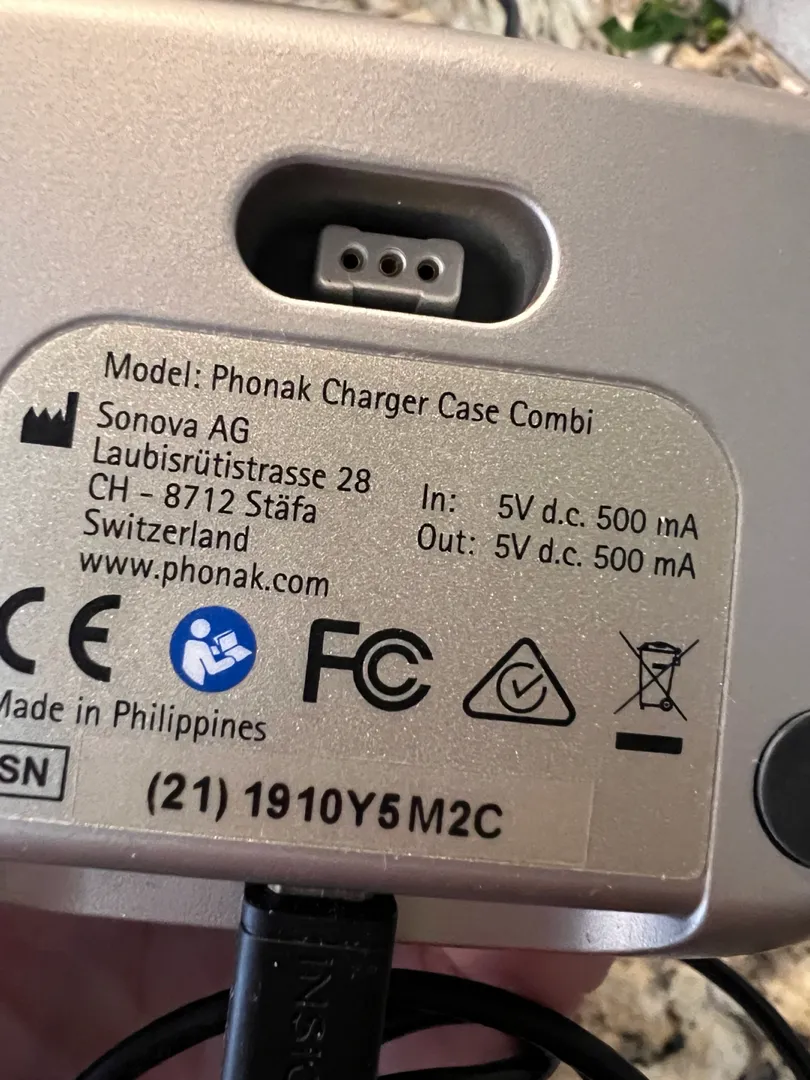 Model: Phonak Charger Case Combi
Sonova AG
Laubisrütistrasse 28
CH - 8712 Stäfa
Switzerland
www.phonak.com
In: 5V d.c. 500 mA
Out: 5V d.c. 500 mA
CE
FC
Made in Philippines
SN
(21) 1910Y5M2C